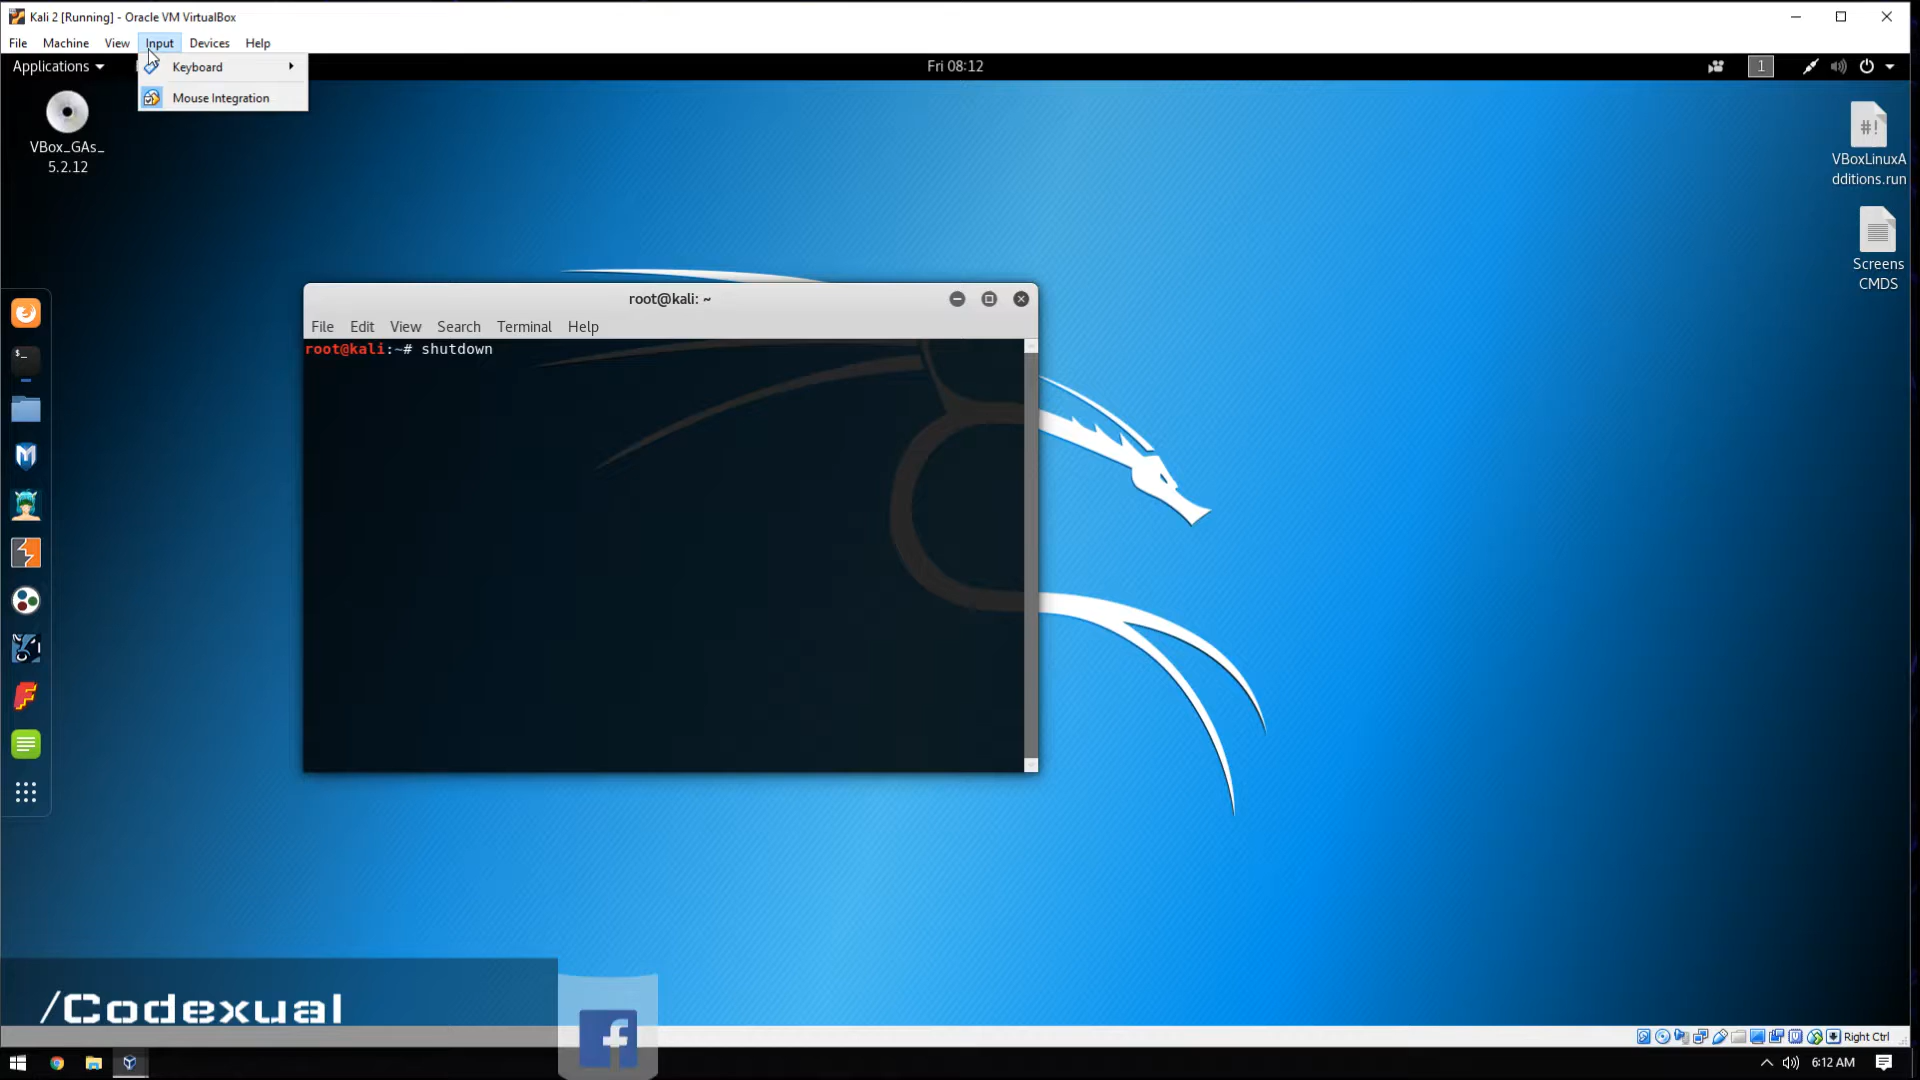 Kali 2 [Running] - Oracle VM VirtualBox
File Machine View Input Devices Help
Applications
Fri 08:12
1
Keyboard
Mouse Integration
VBox_GAs_
5.2.12
#!
VBoxLinuxA
dditions.run
Screens
CMDS
root@kali: ~
File Edit View Search Terminal Help
root@kali:~# shutdown
/Codexual
f
Right Ctrl
6:12 AM